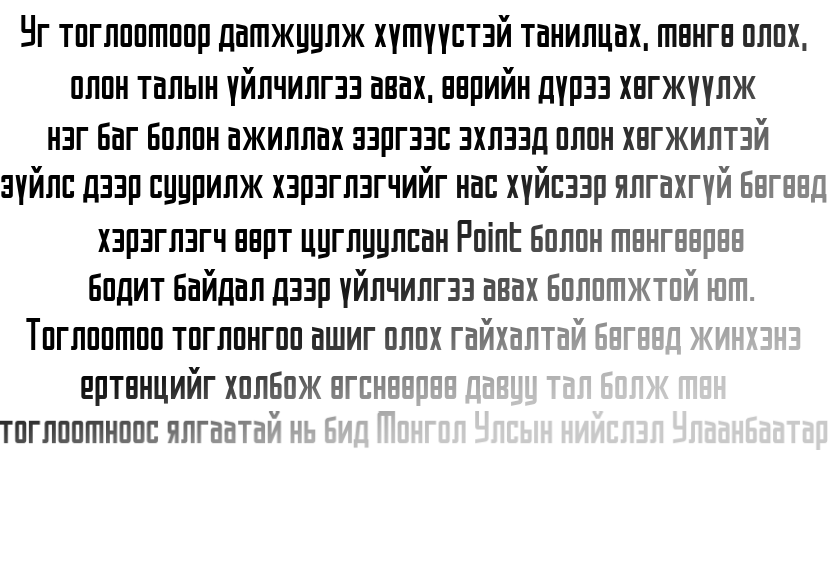 Уг тоглоомоор дамжуулж хүмүүстэй танилцах, мөнгө олох,
олон талын үйлчилгээ авах, өөрийн дүрээ хөгжүүлж
нэг баг болон ажиллах зэргээс эхлээд олон хөгжилтэй
зүйлс дээр суурилж хэрэглэгчийг нас хүйсээр ялгахгүй бөгөөд
хэрэглэгч өөрт цуглуулсан Point болон мөнгөөрөө
бодит байдал дээр үйлчилгээ авах боломжтой юм.
Тоглоомоо тоглонгоо ашиг олох гайхалтай бөгөөд жинхэнэ
ертөнцийг холбож өгснөөрөө давуу тал болж мөн
тоглоомноос ялгаатай нь бид Монгол Улсын нийслэл Улаанбаатар